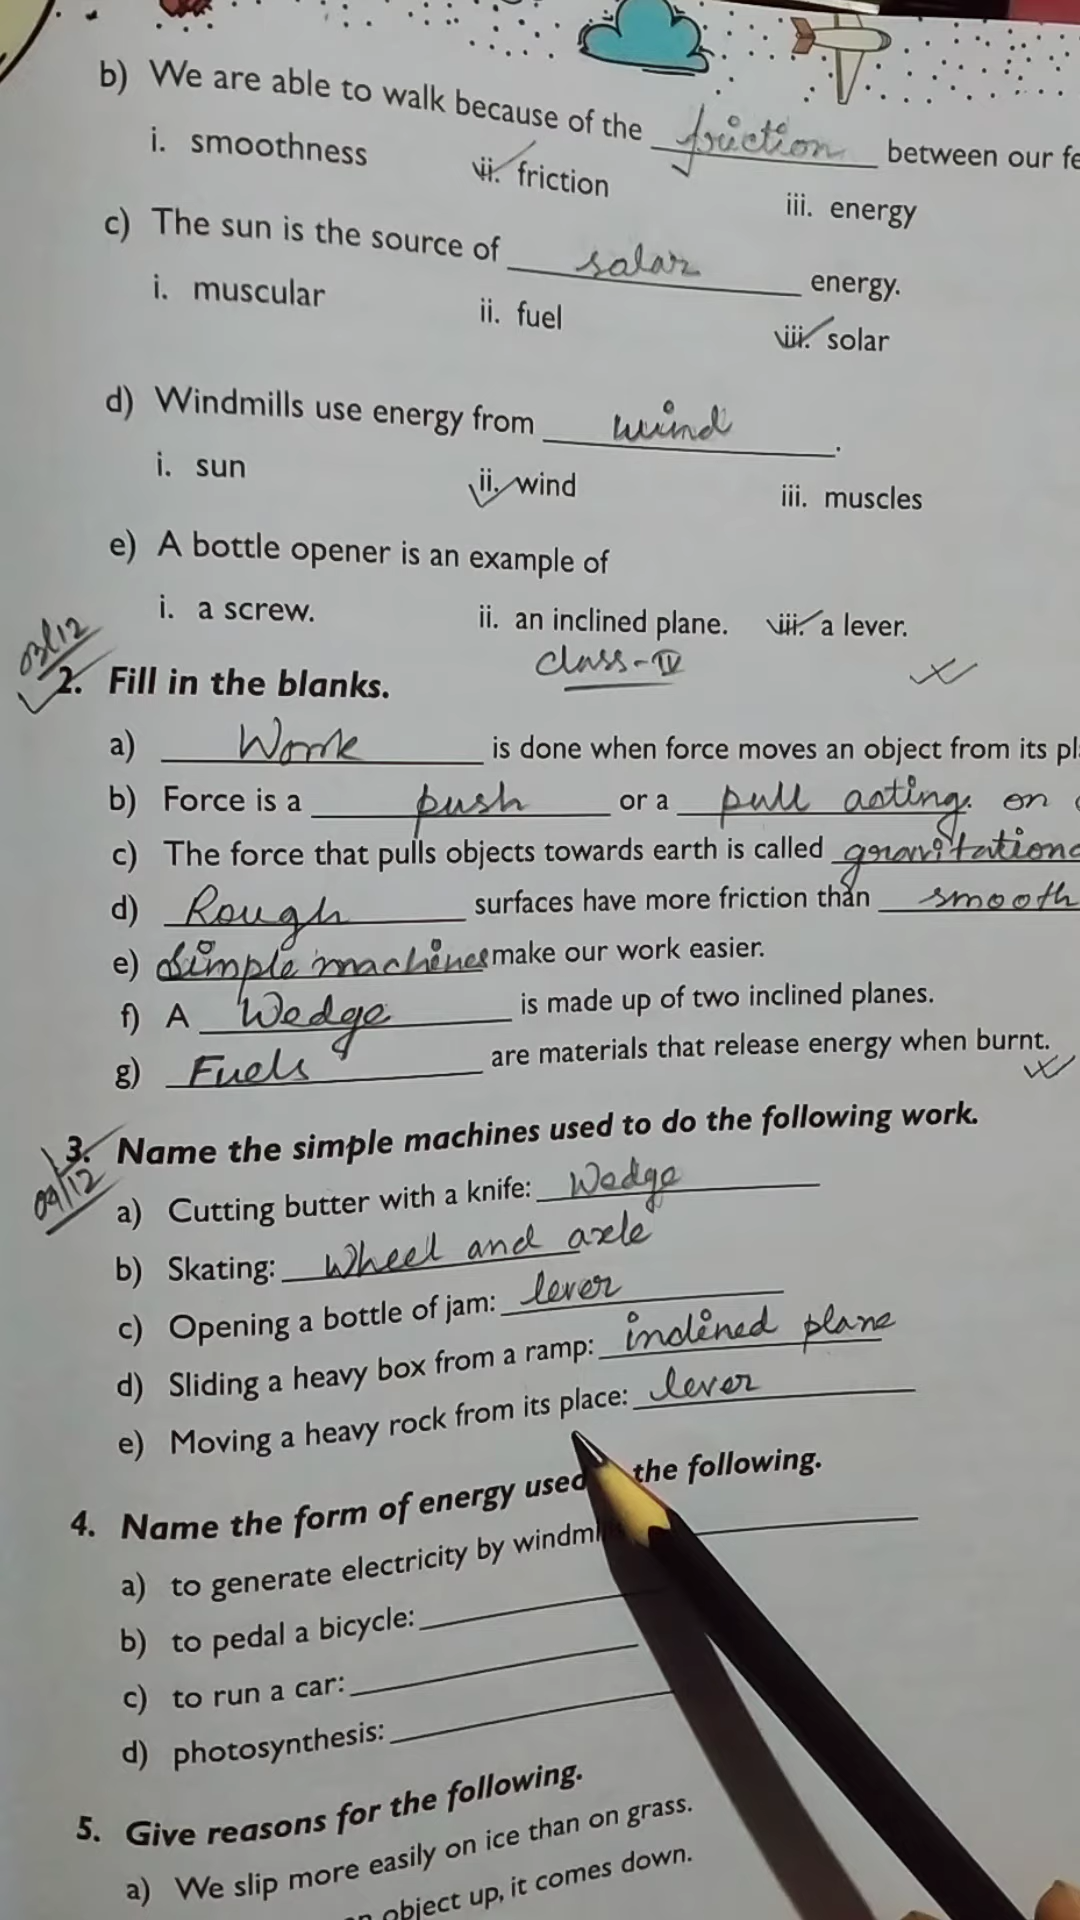 b) We are able to walk because of the friction between our fe
i. smoothness ii. friction iii. energy
c) The sun is the source of solar energy.
i. muscular ii. fuel iii. solar
d) Windmills use energy from wind.
i. sun ii. wind iii. muscles
e) A bottle opener is an example of
i. a screw. ii. an inclined plane. iii. a lever.
03/12 Class-IV
2. Fill in the blanks.
a) Work is done when force moves an object from its pl
b) Force is a push or a pull acting. on
c) The force that pulls objects towards earth is called gravitation
d) Rough surfaces have more friction than smooth
e) Simple machines make our work easier.
f) A Wedge is made up of two inclined planes.
g) Fuels are materials that release energy when burnt.
3. Name the simple machines used to do the following work.
04/12
a) Cutting butter with a knife: Wedge
b) Skating: Wheel and axle
c) Opening a bottle of jam: lever
d) Sliding a heavy box from a ramp: inclined plane
e) Moving a heavy rock from its place: lever
4. Name the form of energy used the following.
a) to generate electricity by windmi
b) to pedal a bicycle:
c) to run a car:
d) photosynthesis:
5. Give reasons for the following.
a) We slip more easily on ice than on grass.
object up, it comes down.